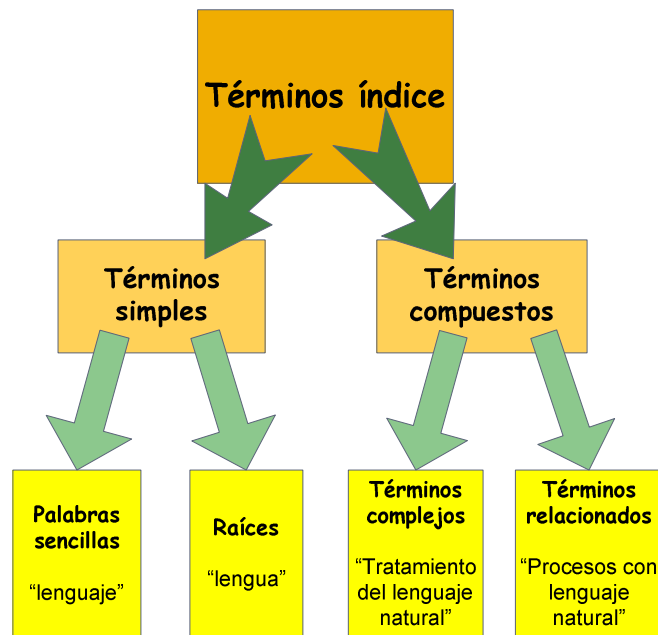 Términos índice
Términos
simples
Términos
compuestos
Palabras
sencillas
“lenguaje”
Raíces
“lengua”
Términos
complejos
“Tratamiento
del lenguaje
natural”
Términos
relacionados
“Procesos con
lenguaje
natural”